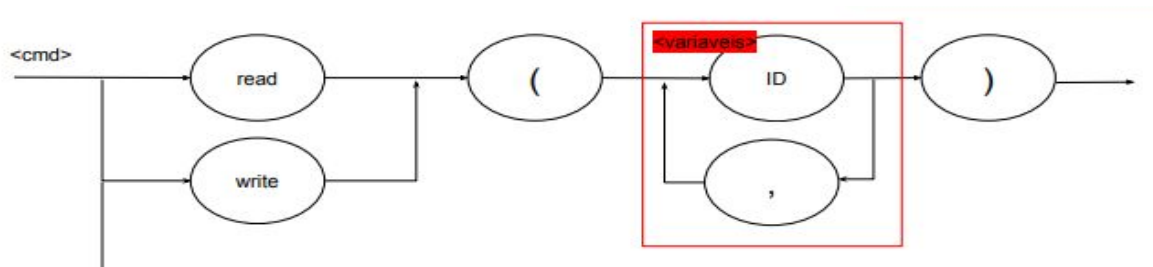 <cmd>
<variaveis>
read
(
ID
)
write
,